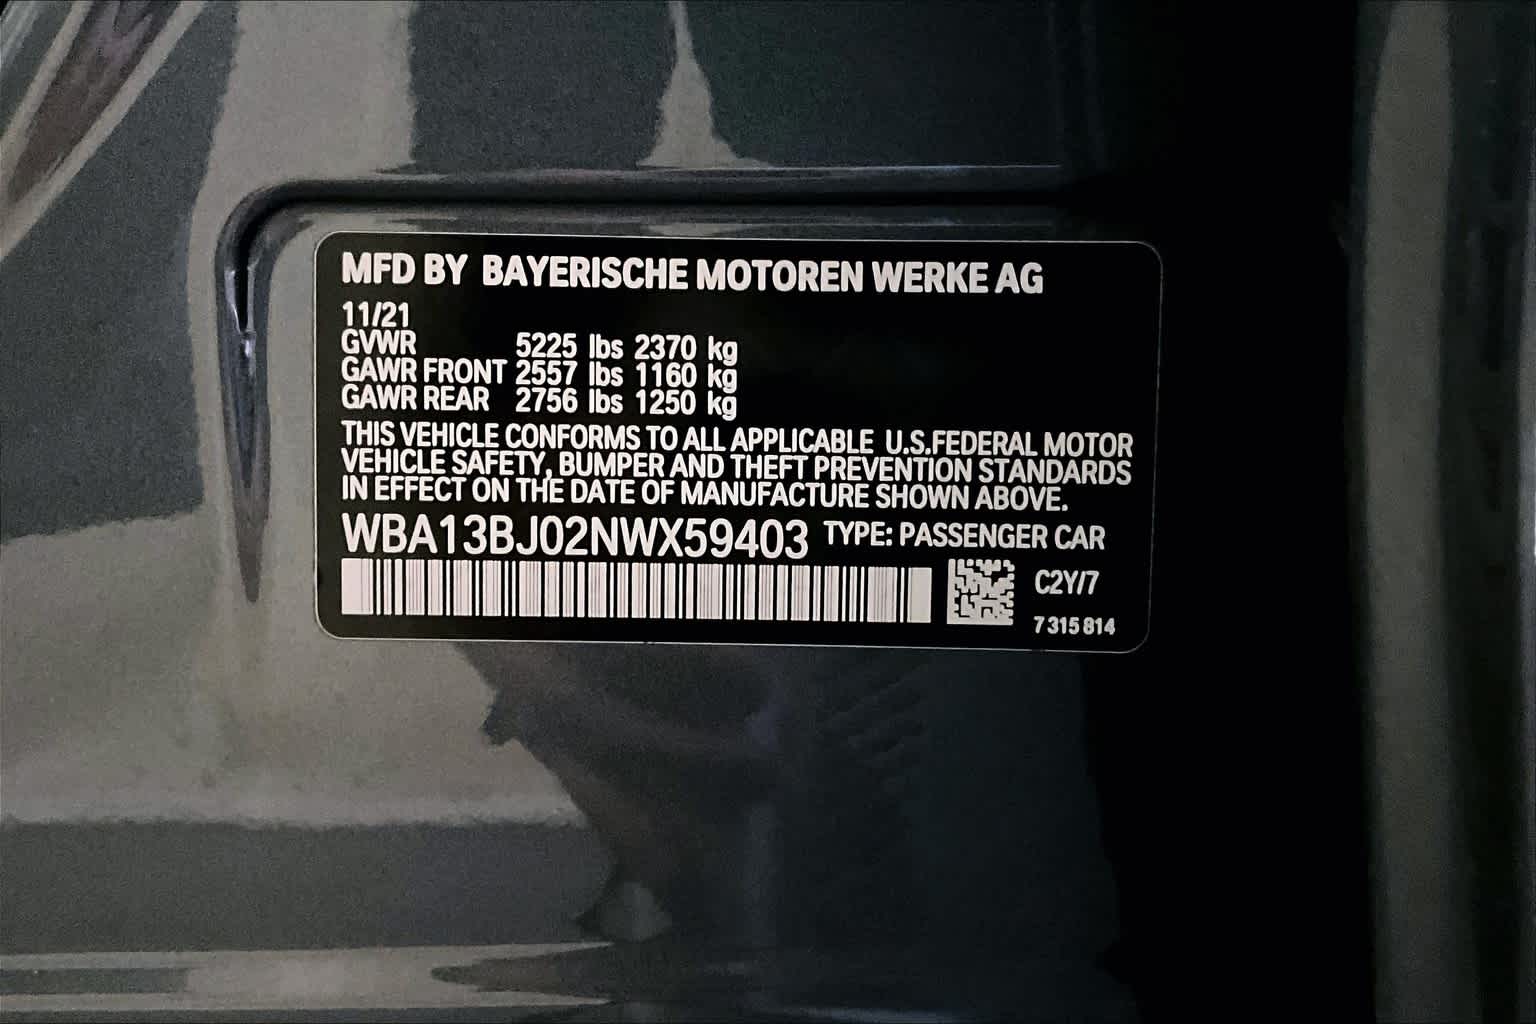 MFD BY BAYERISCHE MOTOREN WERKE AG
11/21
GVWR 5225 lbs 2370 kg
GAWR FRONT 2557 lbs 1160 kg
GAWR REAR 2756 lbs 1250 kg
THIS VEHICLE CONFORMS TO ALL APPLICABLE U.S.FEDERAL MOTOR
VEHICLE SAFETY, BUMPER AND THEFT PREVENTION STANDARDS
IN EFFECT ON THE DATE OF MANUFACTURE SHOWN ABOVE.
WBA13BJ02NWX59403 TYPE: PASSENGER CAR
C2Y/7
7 315 814